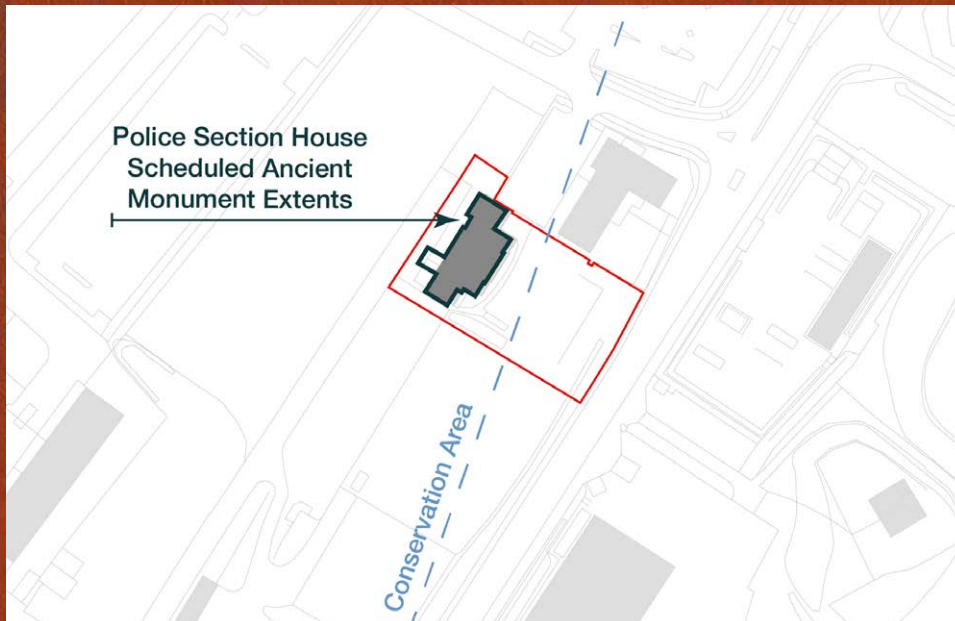 Police Section House
Scheduled Ancient
Monument Extents
Conservation Area